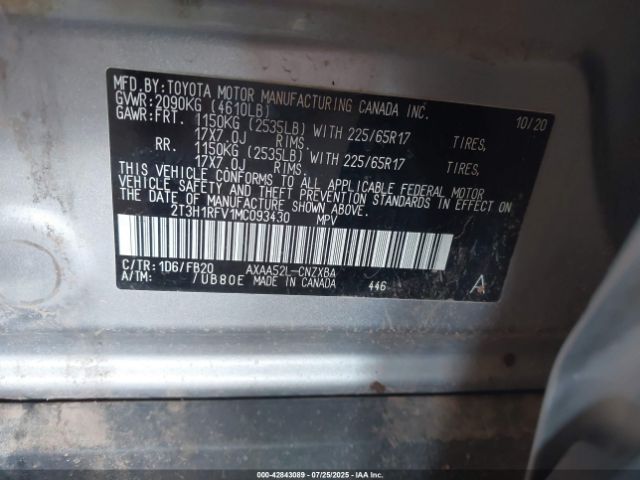 MFD. BY: TOYOTA MOTOR MANUFACTURING CANADA INC.
GVWR: 2090KG (4610LB) 10/20
GAWR: FRT. 1150KG (2535LB) WITH 225/65R17 TIRES,
17X7.0J RIMS.
RR. 1150KG (2535LB) WITH 225/65R17 TIRES,
17X7.0J RIMS.
THIS VEHICLE CONFORMS TO ALL APPLICABLE FEDERAL MOTOR
VEHICLE SAFETY AND THEFT PREVENTION STANDARDS IN EFFECT ON
THE DATE OF MANUFACTURE SHOWN ABOVE.
2T3H1RFV1MC093430 MPV
C/TR: 1D6/FB20 AXAA52L-CNZXBA
A/TM: /UB80E MADE IN CANADA 446 A
AXN: 42843089 | 07/25/2025 | IAA